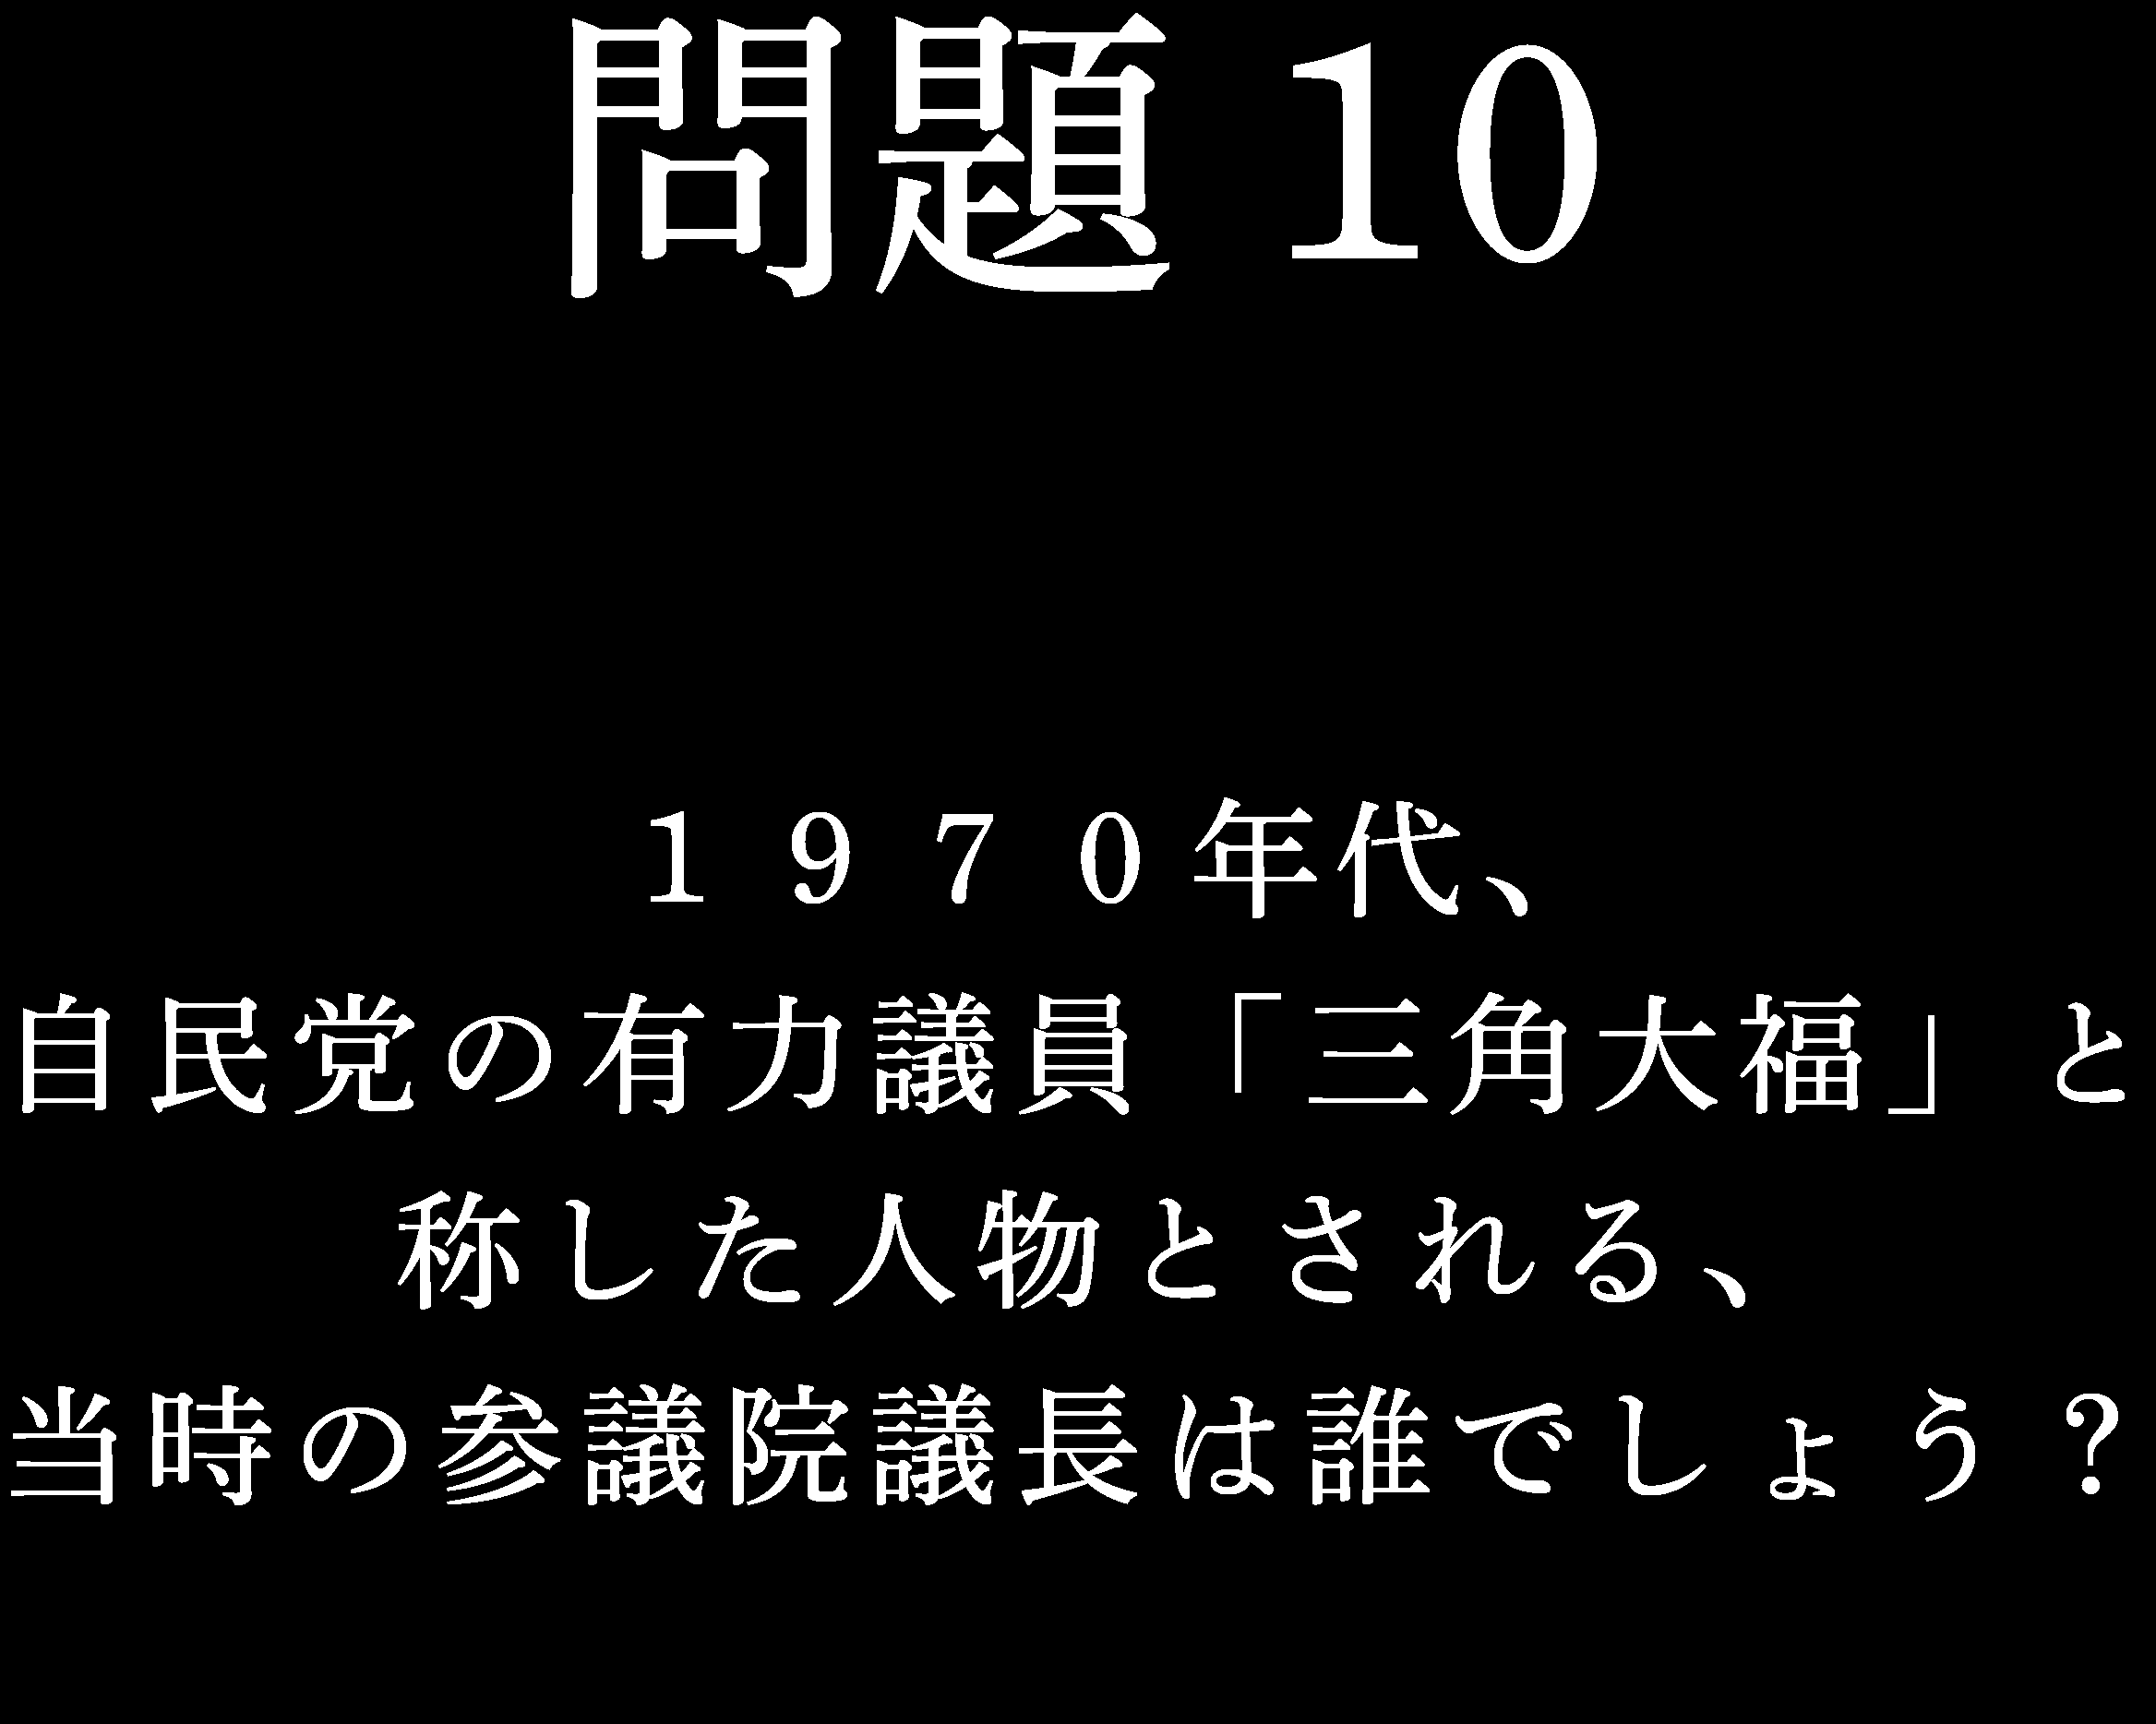 問題10
１９７０年代、
自民党の有力議員「三角大福」と
称した人物とされる、
当時の参議院議長は誰でしょう？